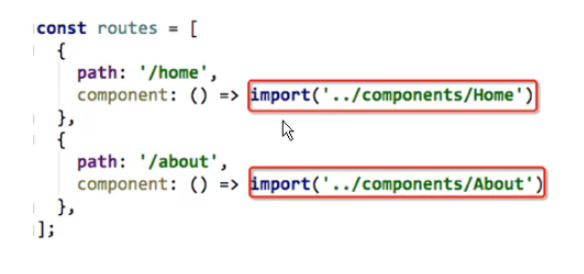 const routes = [
{
path: '/home',
component: () => import('../components/Home')
},
{
path: '/about',
component: () => import('../components/About')
},
];